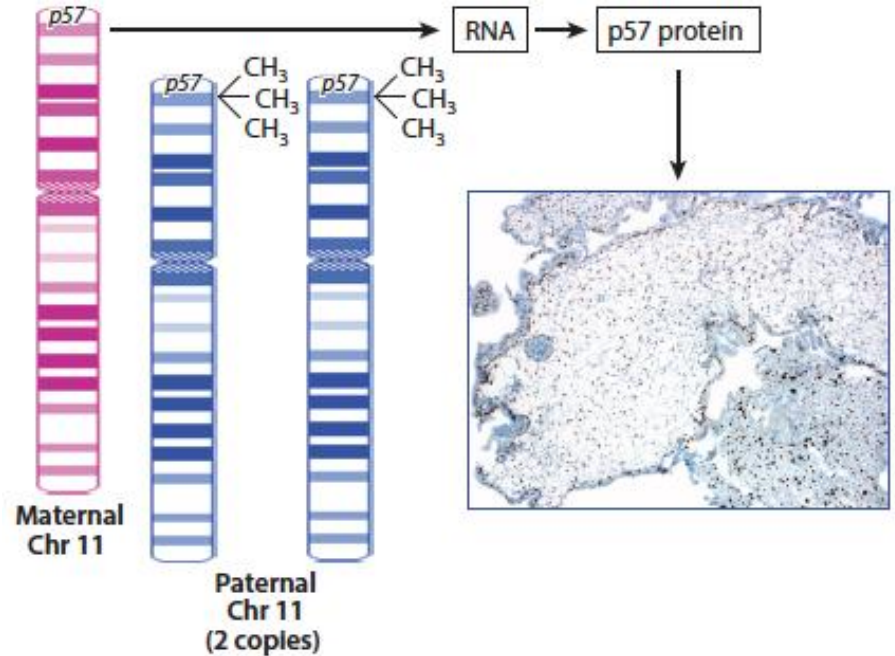 p57
RNA
p57 protein
p57
CH₃
CH₃
CH₃
p57
CH₃
CH₃
CH₃
Maternal
Chr 11
Paternal
Chr 11
(2 copies)